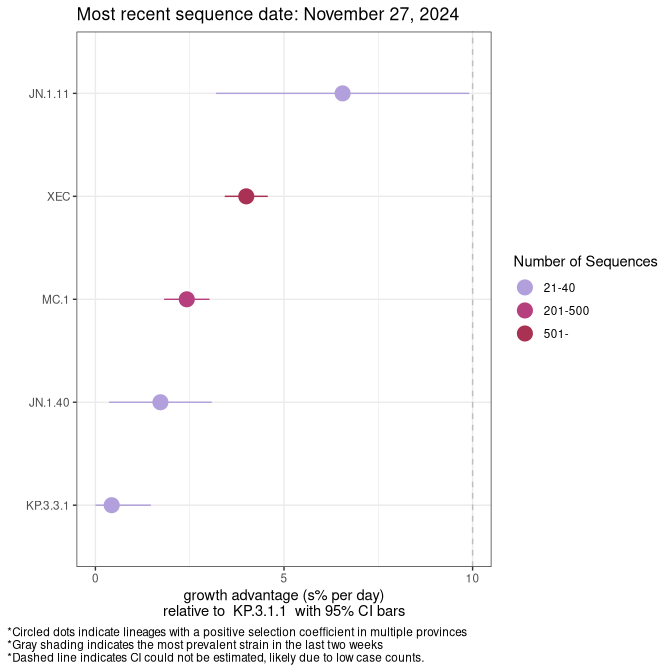 Most recent sequence date: November 27, 2024
JN.1.11
XEC
MC.1
JN.1.40
KP.3.3.1
0 5 10
growth advantage (s% per day)
relative to KP.3.1.1 with 95% CI bars
Number of Sequences
21-40
201-500
501-
*Circled dots indicate lineages with a positive selection coefficient in multiple provinces
*Gray shading indicates the most prevalent strain in the last two weeks
*Dashed line indicates CI could not be estimated, likely due to low case counts.